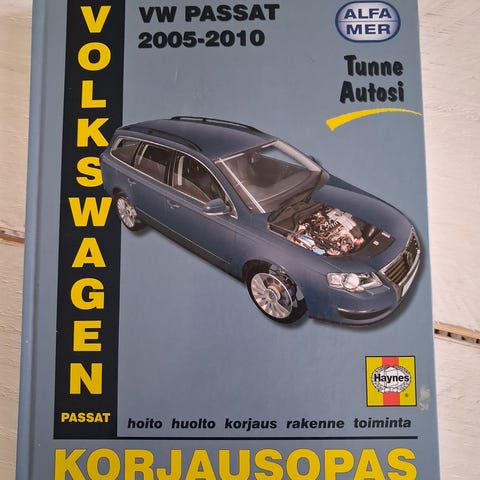 VOLKSWAGEN
PASSAT
VW PASSAT
2005-2010
ALFA
MER
Tunne
Autosi
Haynes
®
hoito huolto korjaus rakenne toiminta
KORJAUSOPAS